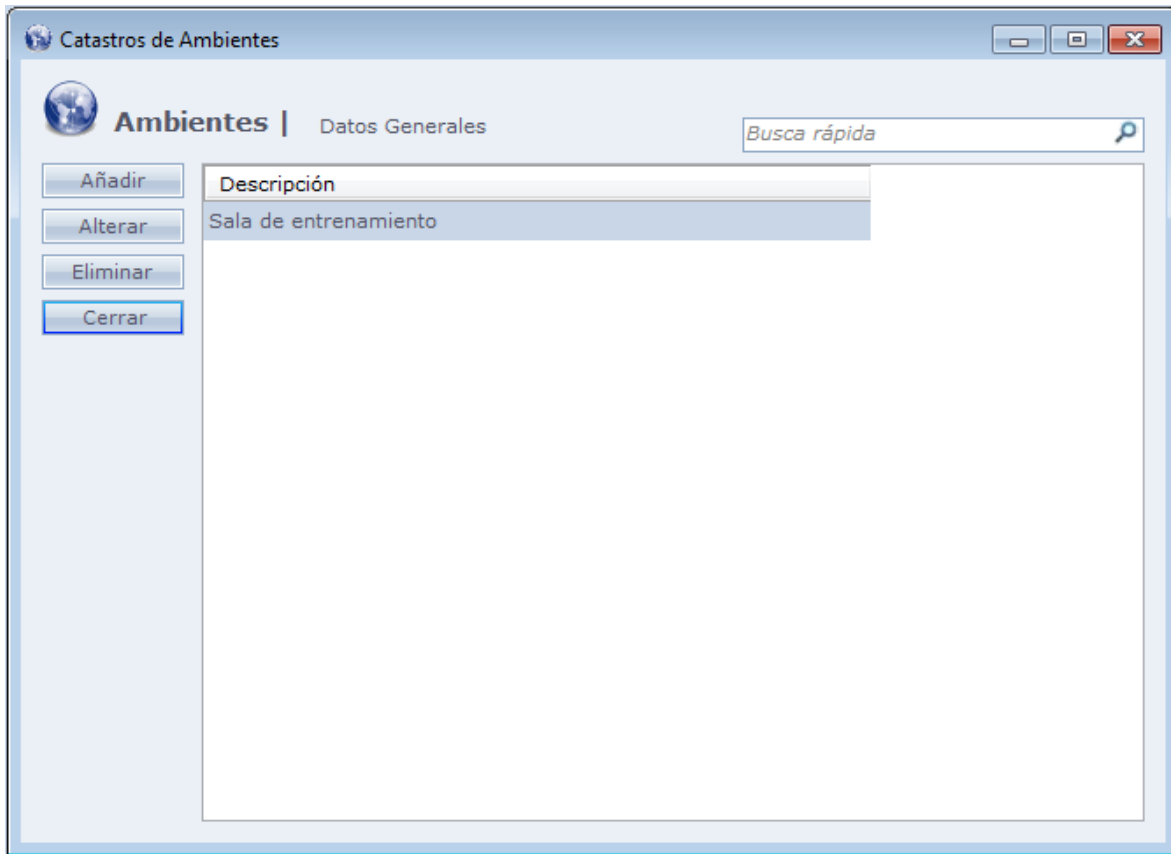 Catastros de Ambientes
Ambientes | Datos Generales
Busca rápida
Añadir
Alterar
Eliminar
Cerrar
Descripción
Sala de entrenamiento